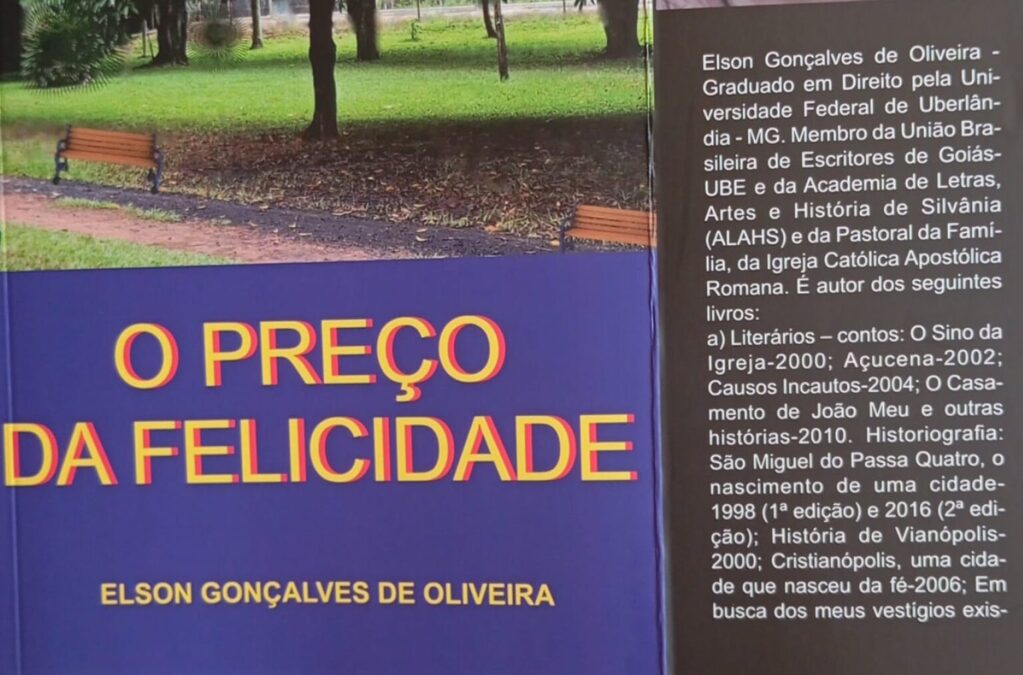 O PREÇO
DA FELICIDADE
ELSON GONÇALVES DE OLIVEIRA
Elson Gonçalves de Oliveira -
Graduado em Direito pela Uni-
versidade Federal de Uberlân-
dia - MG. Membro da União Bra-
sileira de Escritores de Goiás-
UBE e da Academia de Letras,
Artes e História de Silvânia
(ALAHS) e da Pastoral da Famí-
lia, da Igreja Católica Apostólica
Romana. É autor dos seguintes
livros:
a) Literários – contos: O Sino da
Igreja-2000; Açucena-2002;
Causos Incautos-2004; O Casa-
mento de João Meu e outras
histórias-2010. Historiografia:
São Miguel do Passa Quatro, o
nascimento de uma cidade-
1998 (1ª edição) e 2016 (2ª edi-
ção); História de Vianópolis-
2000; Cristianópolis, uma cida-
de que nasceu da fé-2006; Em
busca dos meus vestígios exis-